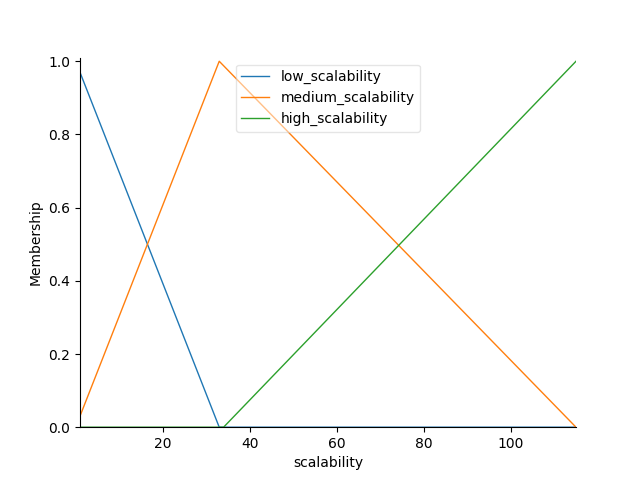 1.0
0.8
0.6
0.4
0.2
0.0
Membership
low_scalability
medium_scalability
high_scalability
20 40 60 80 100
scalability